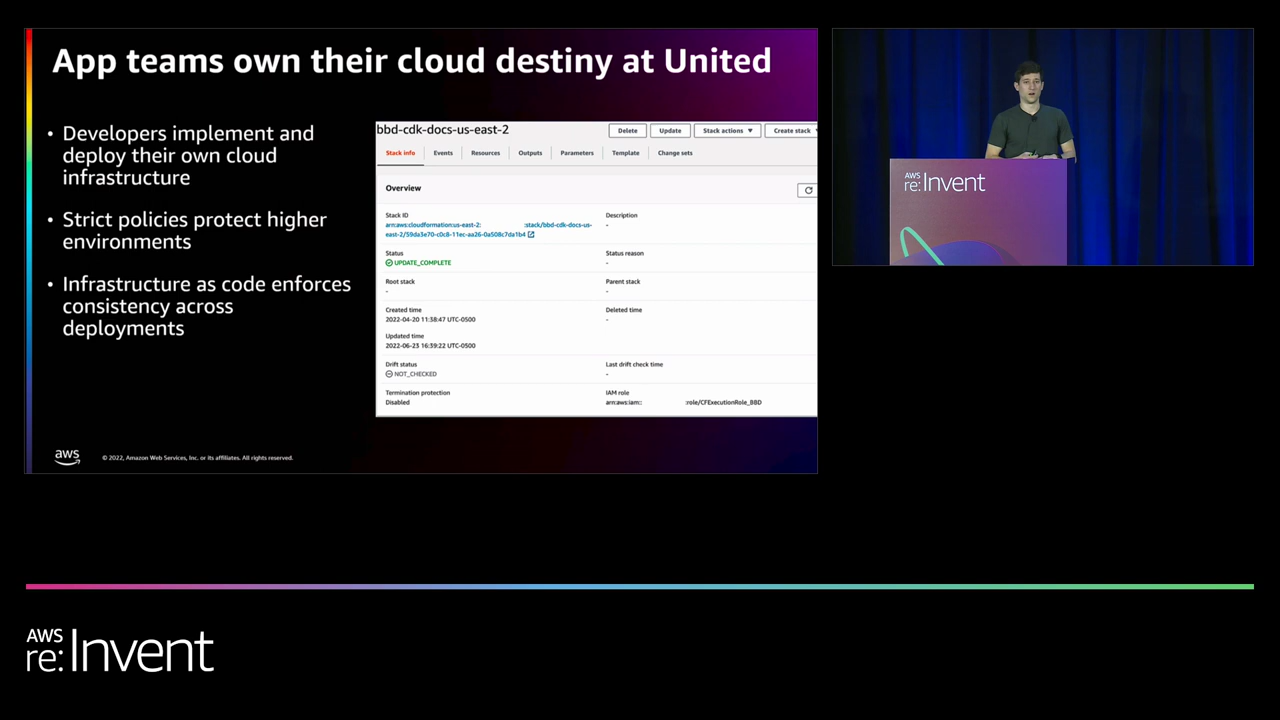 App teams own their cloud destiny at United
• Developers implement and
deploy their own cloud
infrastructure
• Strict policies protect higher
environments
• Infrastructure as code enforces
consistency across
deployments
bbd-cdk-docs-us-east-2
Delete Update Stack actions Create stack
Stack info Events Resources Outputs Parameters Template Change sets
Overview
Stack ID
arn:aws:cloudformation:us-east-2: :stack/bbd-cdk-docs-us-
east-2/59da3e70-c0c8-11ec-aa26-0a508c7da1b4
Description
-
Status
UPDATE_COMPLETE
Status reason
-
Root stack
-
Parent stack
-
Created time
2022-04-20 11:38:47 UTC-0500
Deleted time
-
Updated time
2022-06-23 16:39:22 UTC-0500
Drift status
NOT_CHECKED
Last drift check time
-
Termination protection
Disabled
IAM role
arn:aws:iam:: :role/CFExecutionRole_BBD
aws
© 2022, Amazon Web Services, Inc. or its affiliates. All rights reserved.
AWS
re:Invent
AWS
re:Invent